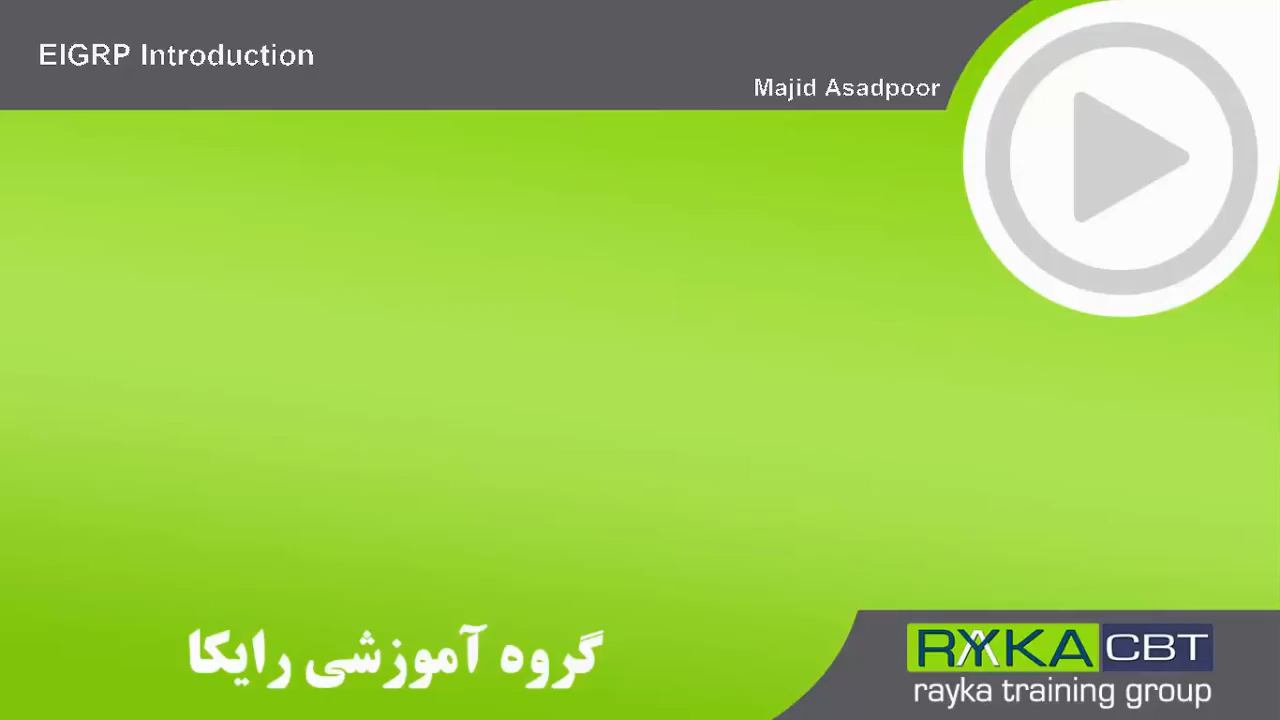 EIGRP Introduction
Majid Asadpoor
گروه آموزشی رایکا
RAYKA CBT
rayka training group